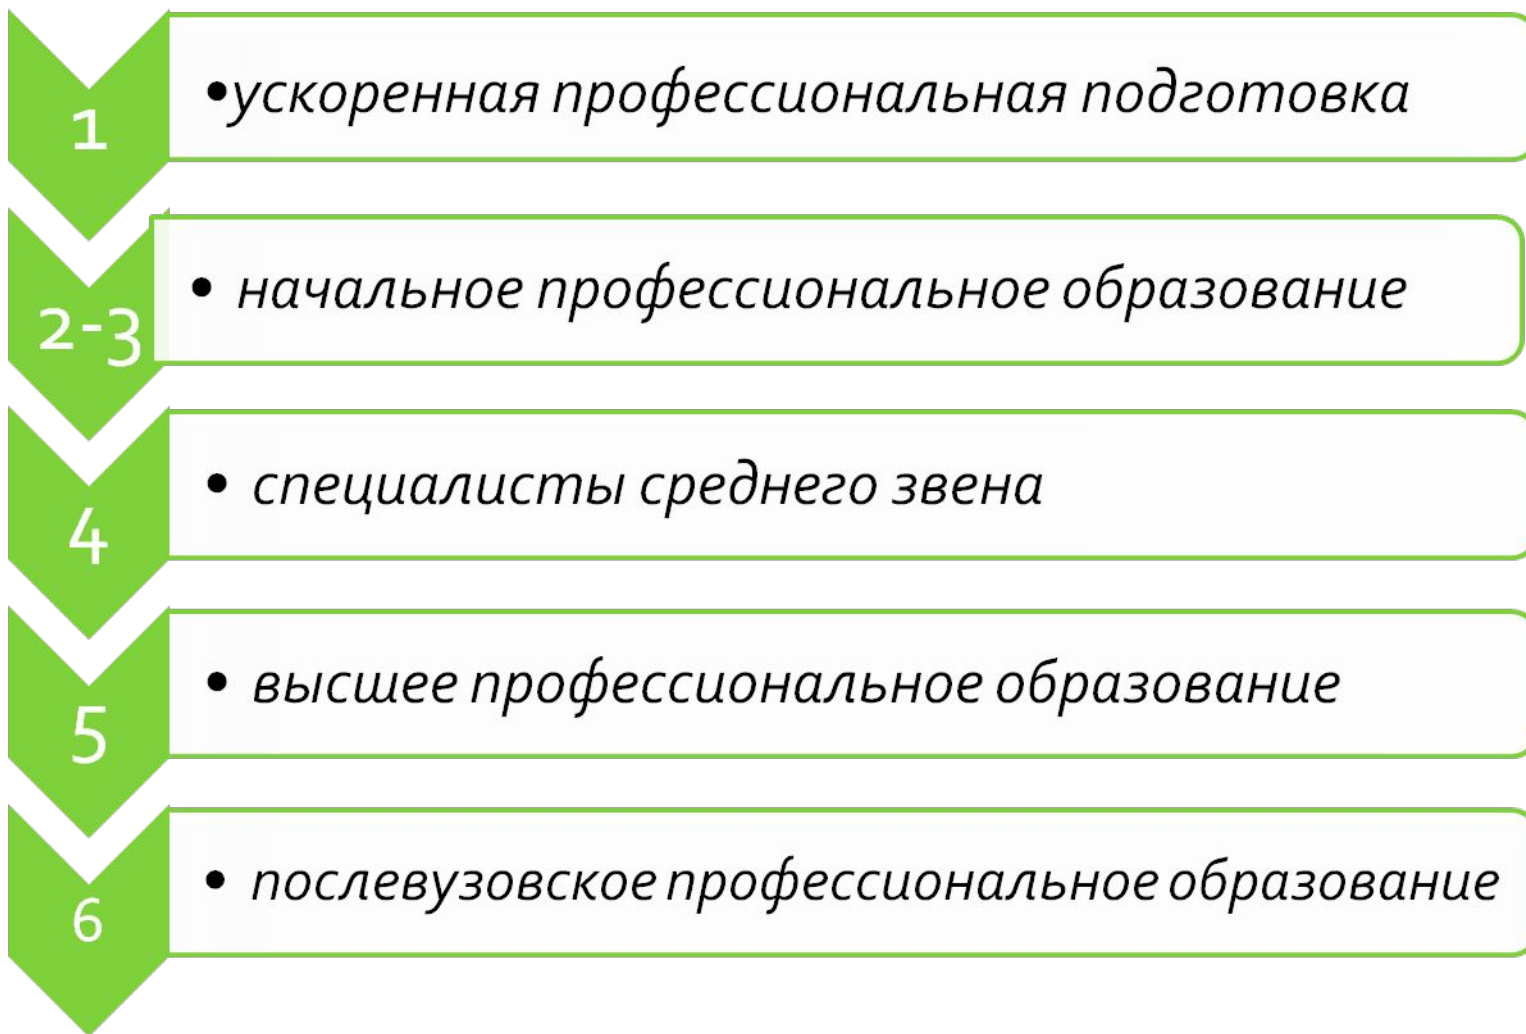 1
•ускоренная профессиональная подготовка
2-3
• начальное профессиональное образование
4
• специалисты среднего звена
5
• высшее профессиональное образование
6
• послевузовское профессиональное образование